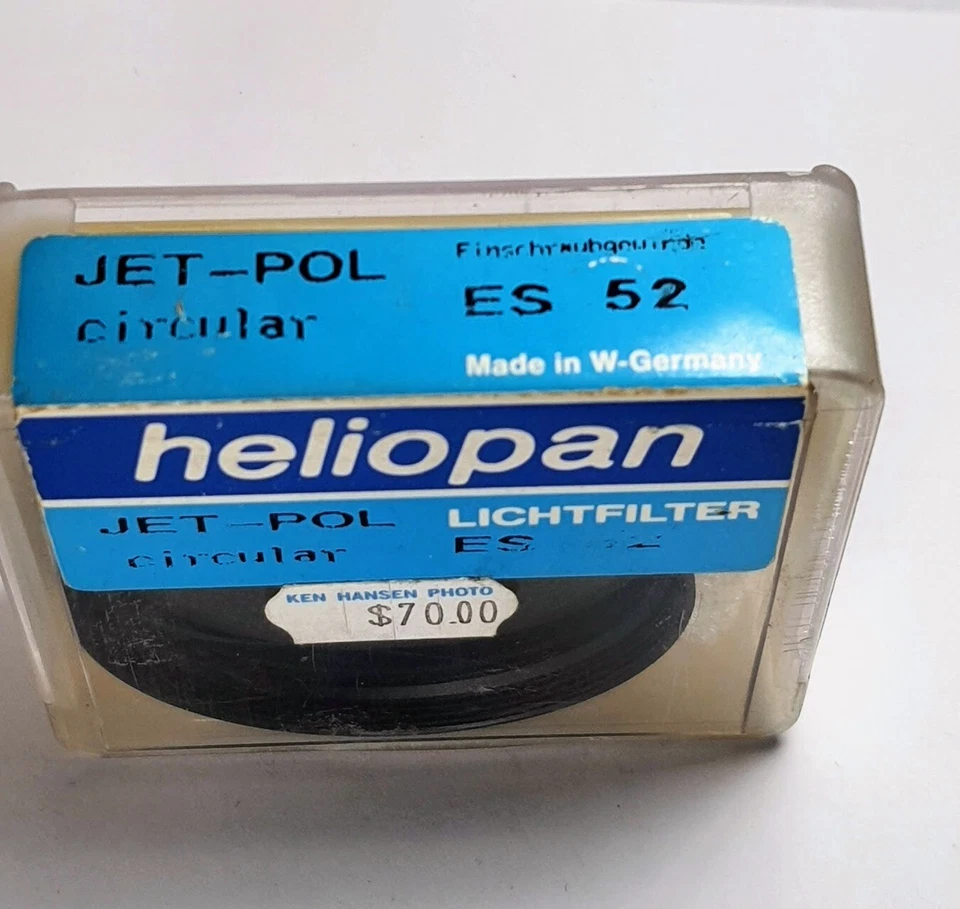 JET-POL
circular
Einschraubgewinde
ES 52
Made in W-Germany
heliopan
JET-POL
circular
LICHTFILTER
ES
KEN HANSEN PHOTO
$70.00